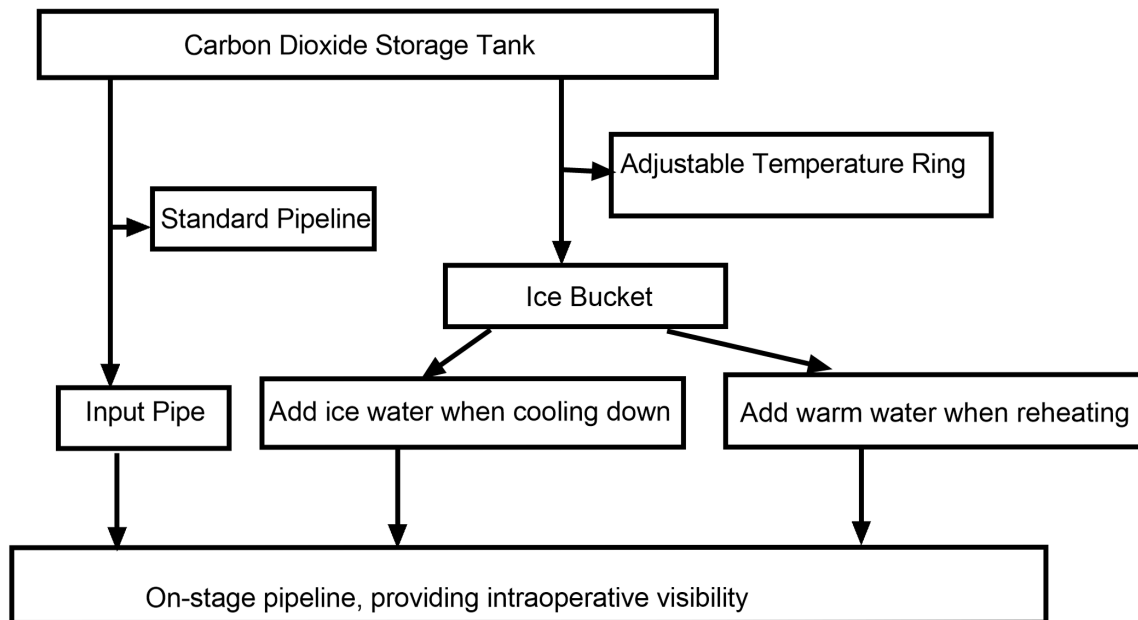 Carbon Dioxide Storage Tank
Adjustable Temperature Ring
Standard Pipeline
Ice Bucket
Input Pipe
Add ice water when cooling down
Add warm water when reheating
On-stage pipeline, providing intraoperative visibility